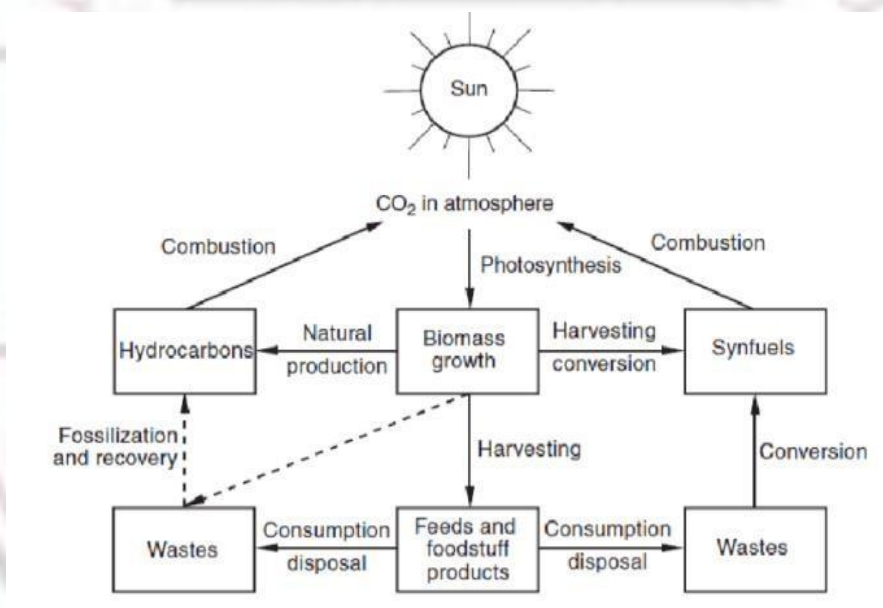 Sun
CO₂ in atmosphere
Combustion
Combustion
Photosynthesis
Hydrocarbons
Natural
production
Biomass
growth
Harvesting
conversion
Synfuels
Fossilization
and recovery
Harvesting
Conversion
Wastes
Consumption
disposal
Feeds and
foodstuff
products
Consumption
disposal
Wastes